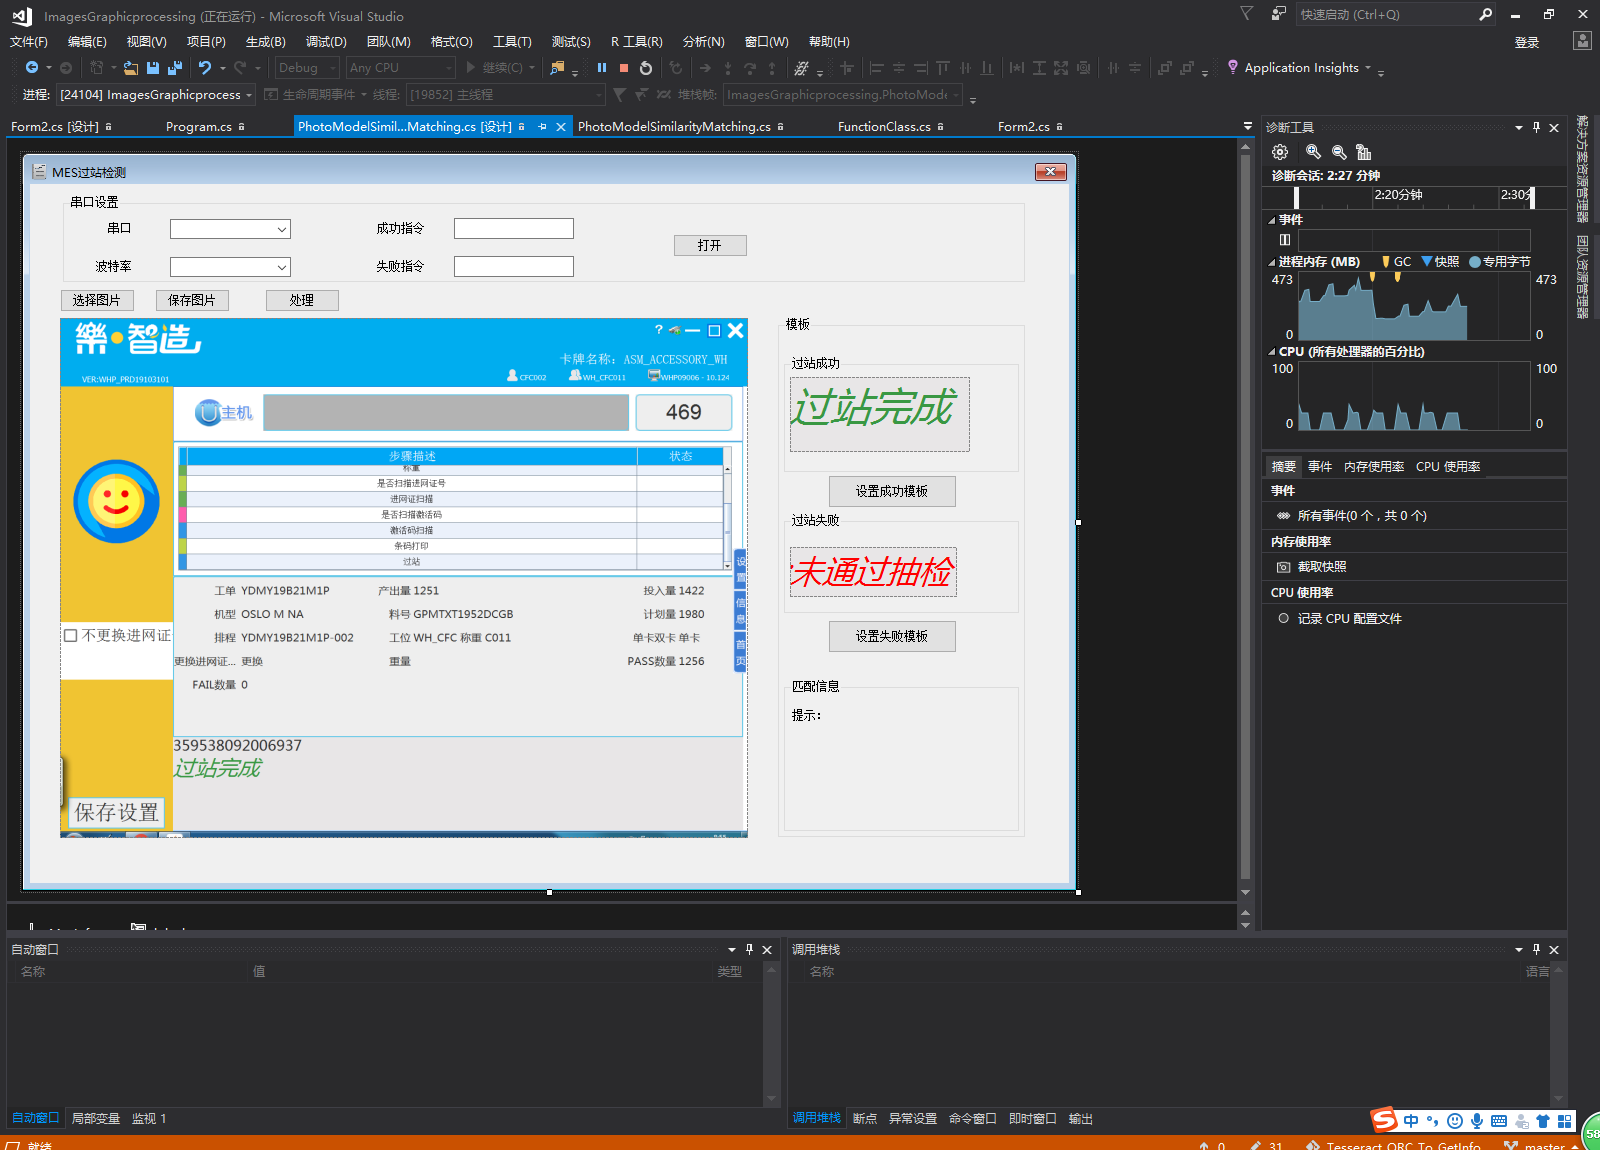 ImagesGraphicprocessing (正在运行) - Microsoft Visual Studio
快速启动 (Ctrl+Q)
文件(F) 编辑(E) 视图(V) 项目(P) 生成(B) 调试(D) 团队(M) 格式(O) 工具(T) 测试(S) R 工具(R) 分析(N) 窗口(W) 帮助(H)
登录
Debug Any CPU 继续(C) Application Insights
进程: [24104] ImagesGraphicprocess 生命周期事件 线程: [19852] 主线程 堆栈帧: ImagesGraphicprocessing.PhotoMode
Form2.cs [设计] Program.cs PhotoModelSimil...Matching.cs [设计] PhotoModelSimilarityMatching.cs FunctionClass.cs Form2.cs
MES过站检测
串口设置
串口 成功指令
打开
波特率 失败指令
选择图片 保存图片 处理
樂·智造
?
卡牌名称: ASM_ACCESSORY_WH
VER:WHP_PRD19103101 CFC002 WH_CFC011 WHP09006 - 10.124
主机 469
步骤描述 状态
称重
是否扫描进网证号
进网证扫描
是否扫描激活码
激活码扫描
条码打印
过站
设置
信息
首页
工单 YDMY19B21M1P 产出量 1251 投入量 1422
机型 OSLO M NA 料号 GPMTXT1952DCGB 计划量 1980
排程 YDMY19B21M1P-002 工位 WH_CFC 称重 C011 单卡双卡 单卡
更换进网证... 更换 重量 PASS数量 1256
FAIL数量 0
不更换进网证
359538092006937
过站完成
保存设置
模板
过站成功
过站完成
设置成功模板
过站失败
未通过抽检
设置失败模板
匹配信息
提示:
诊断工具
诊断会话: 2:27 分钟
2:20分钟 2:30分
事件
进程内存 (MB) GC 快照 专用字节
473 473
0 0
CPU (所有处理器的百分比)
100 100
0 0
摘要 事件 内存使用率 CPU 使用率
事件
所有事件(0 个，共 0 个)
内存使用率
截取快照
CPU 使用率
记录 CPU 配置文件
解决方案资源管理器
团队资源管理器
自动窗口
名称 值 类型
调用堆栈
名称 语言
自动窗口 局部变量 监视 1
调用堆栈 断点 异常设置 命令窗口 即时窗口 输出
中
58
就绪
0 31 Tesseract ORC To GetInfo master